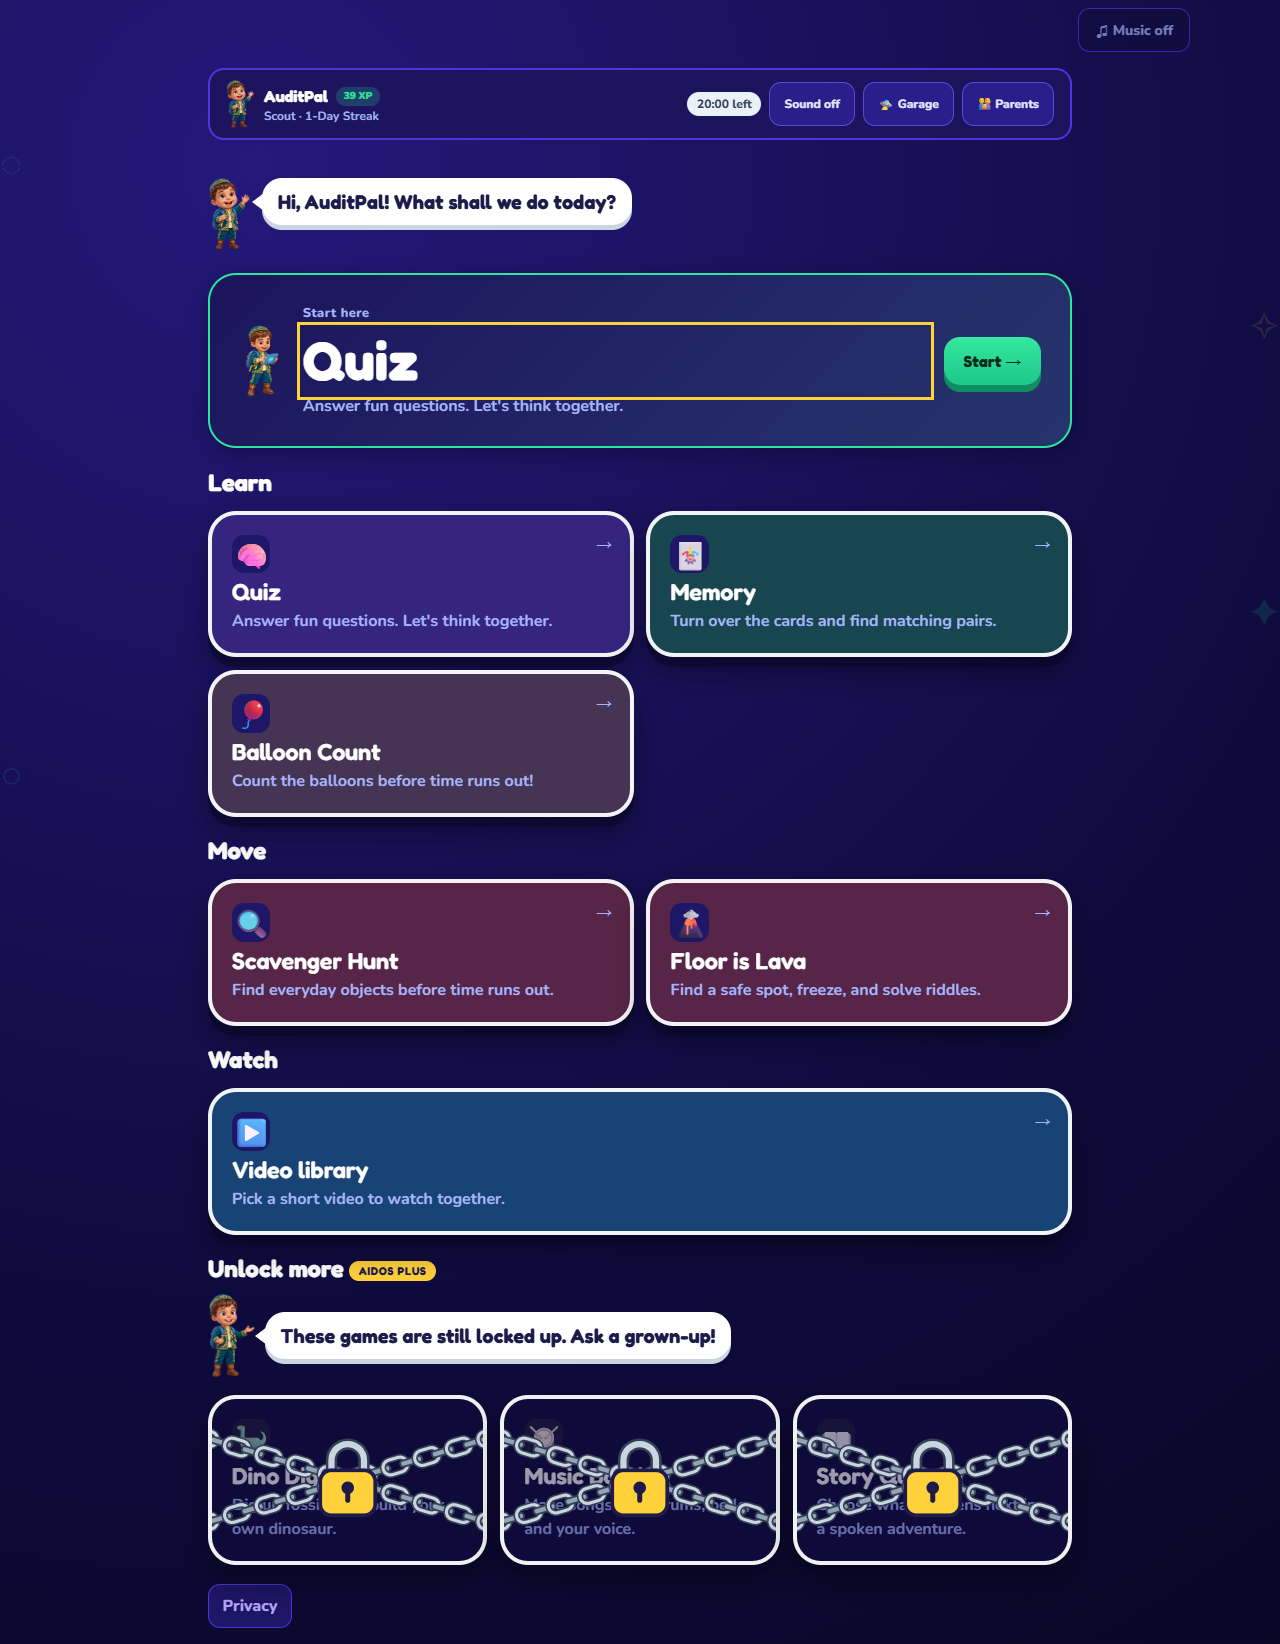 ♫ Music off
AuditPal 39 XP
Scout · 1-Day Streak
20:00 left
Sound off
Garage
Parents
Hi, AuditPal! What shall we do today?
Start here
Quiz
Answer fun questions. Let's think together.
Start →
Learn
→
Quiz
Answer fun questions. Let's think together.
→
Memory
Turn over the cards and find matching pairs.
→
Balloon Count
Count the balloons before time runs out!
Move
→
Scavenger Hunt
Find everyday objects before time runs out.
→
Floor is Lava
Find a safe spot, freeze, and solve riddles.
Watch
→
Video library
Pick a short video to watch together.
Unlock more AIDOS PLUS
These games are still locked up. Ask a grown-up!
Dino
own dinosaur.
Music
and your voice.
Story
a spoken adventure.
Privacy